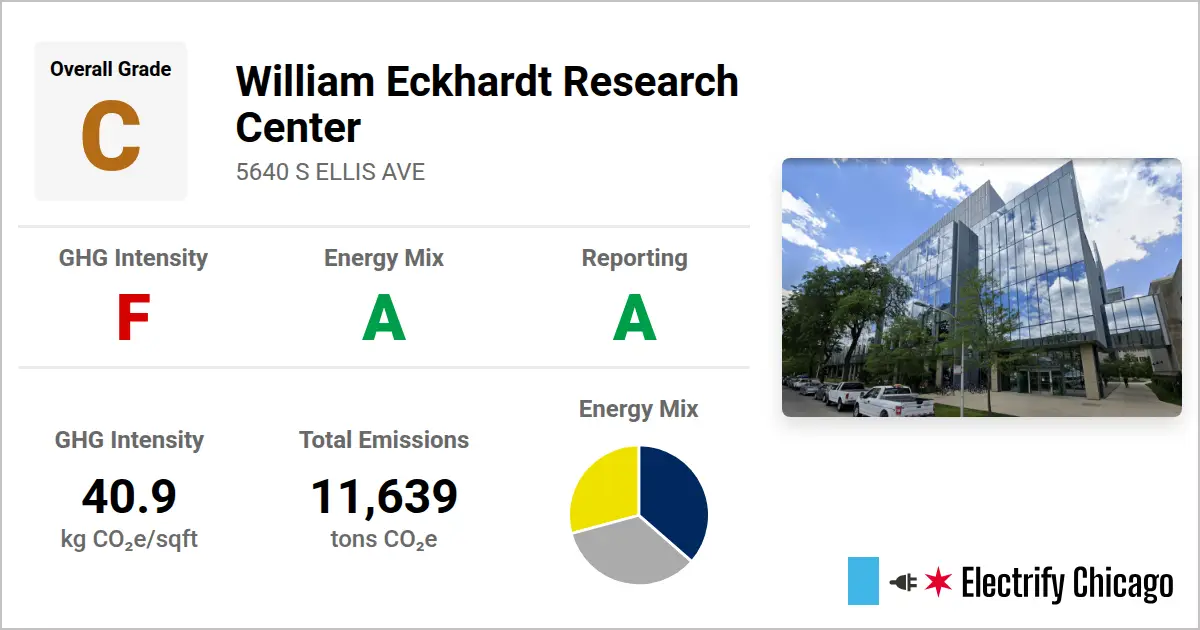 Overall Grade
C
William Eckhardt Research
Center
5640 S ELLIS AVE
GHG Intensity
F
Energy Mix
A
Reporting
A
GHG Intensity
40.9
kg CO₂e/sqft
Total Emissions
11,639
tons CO₂e
Energy Mix
Electrify Chicago